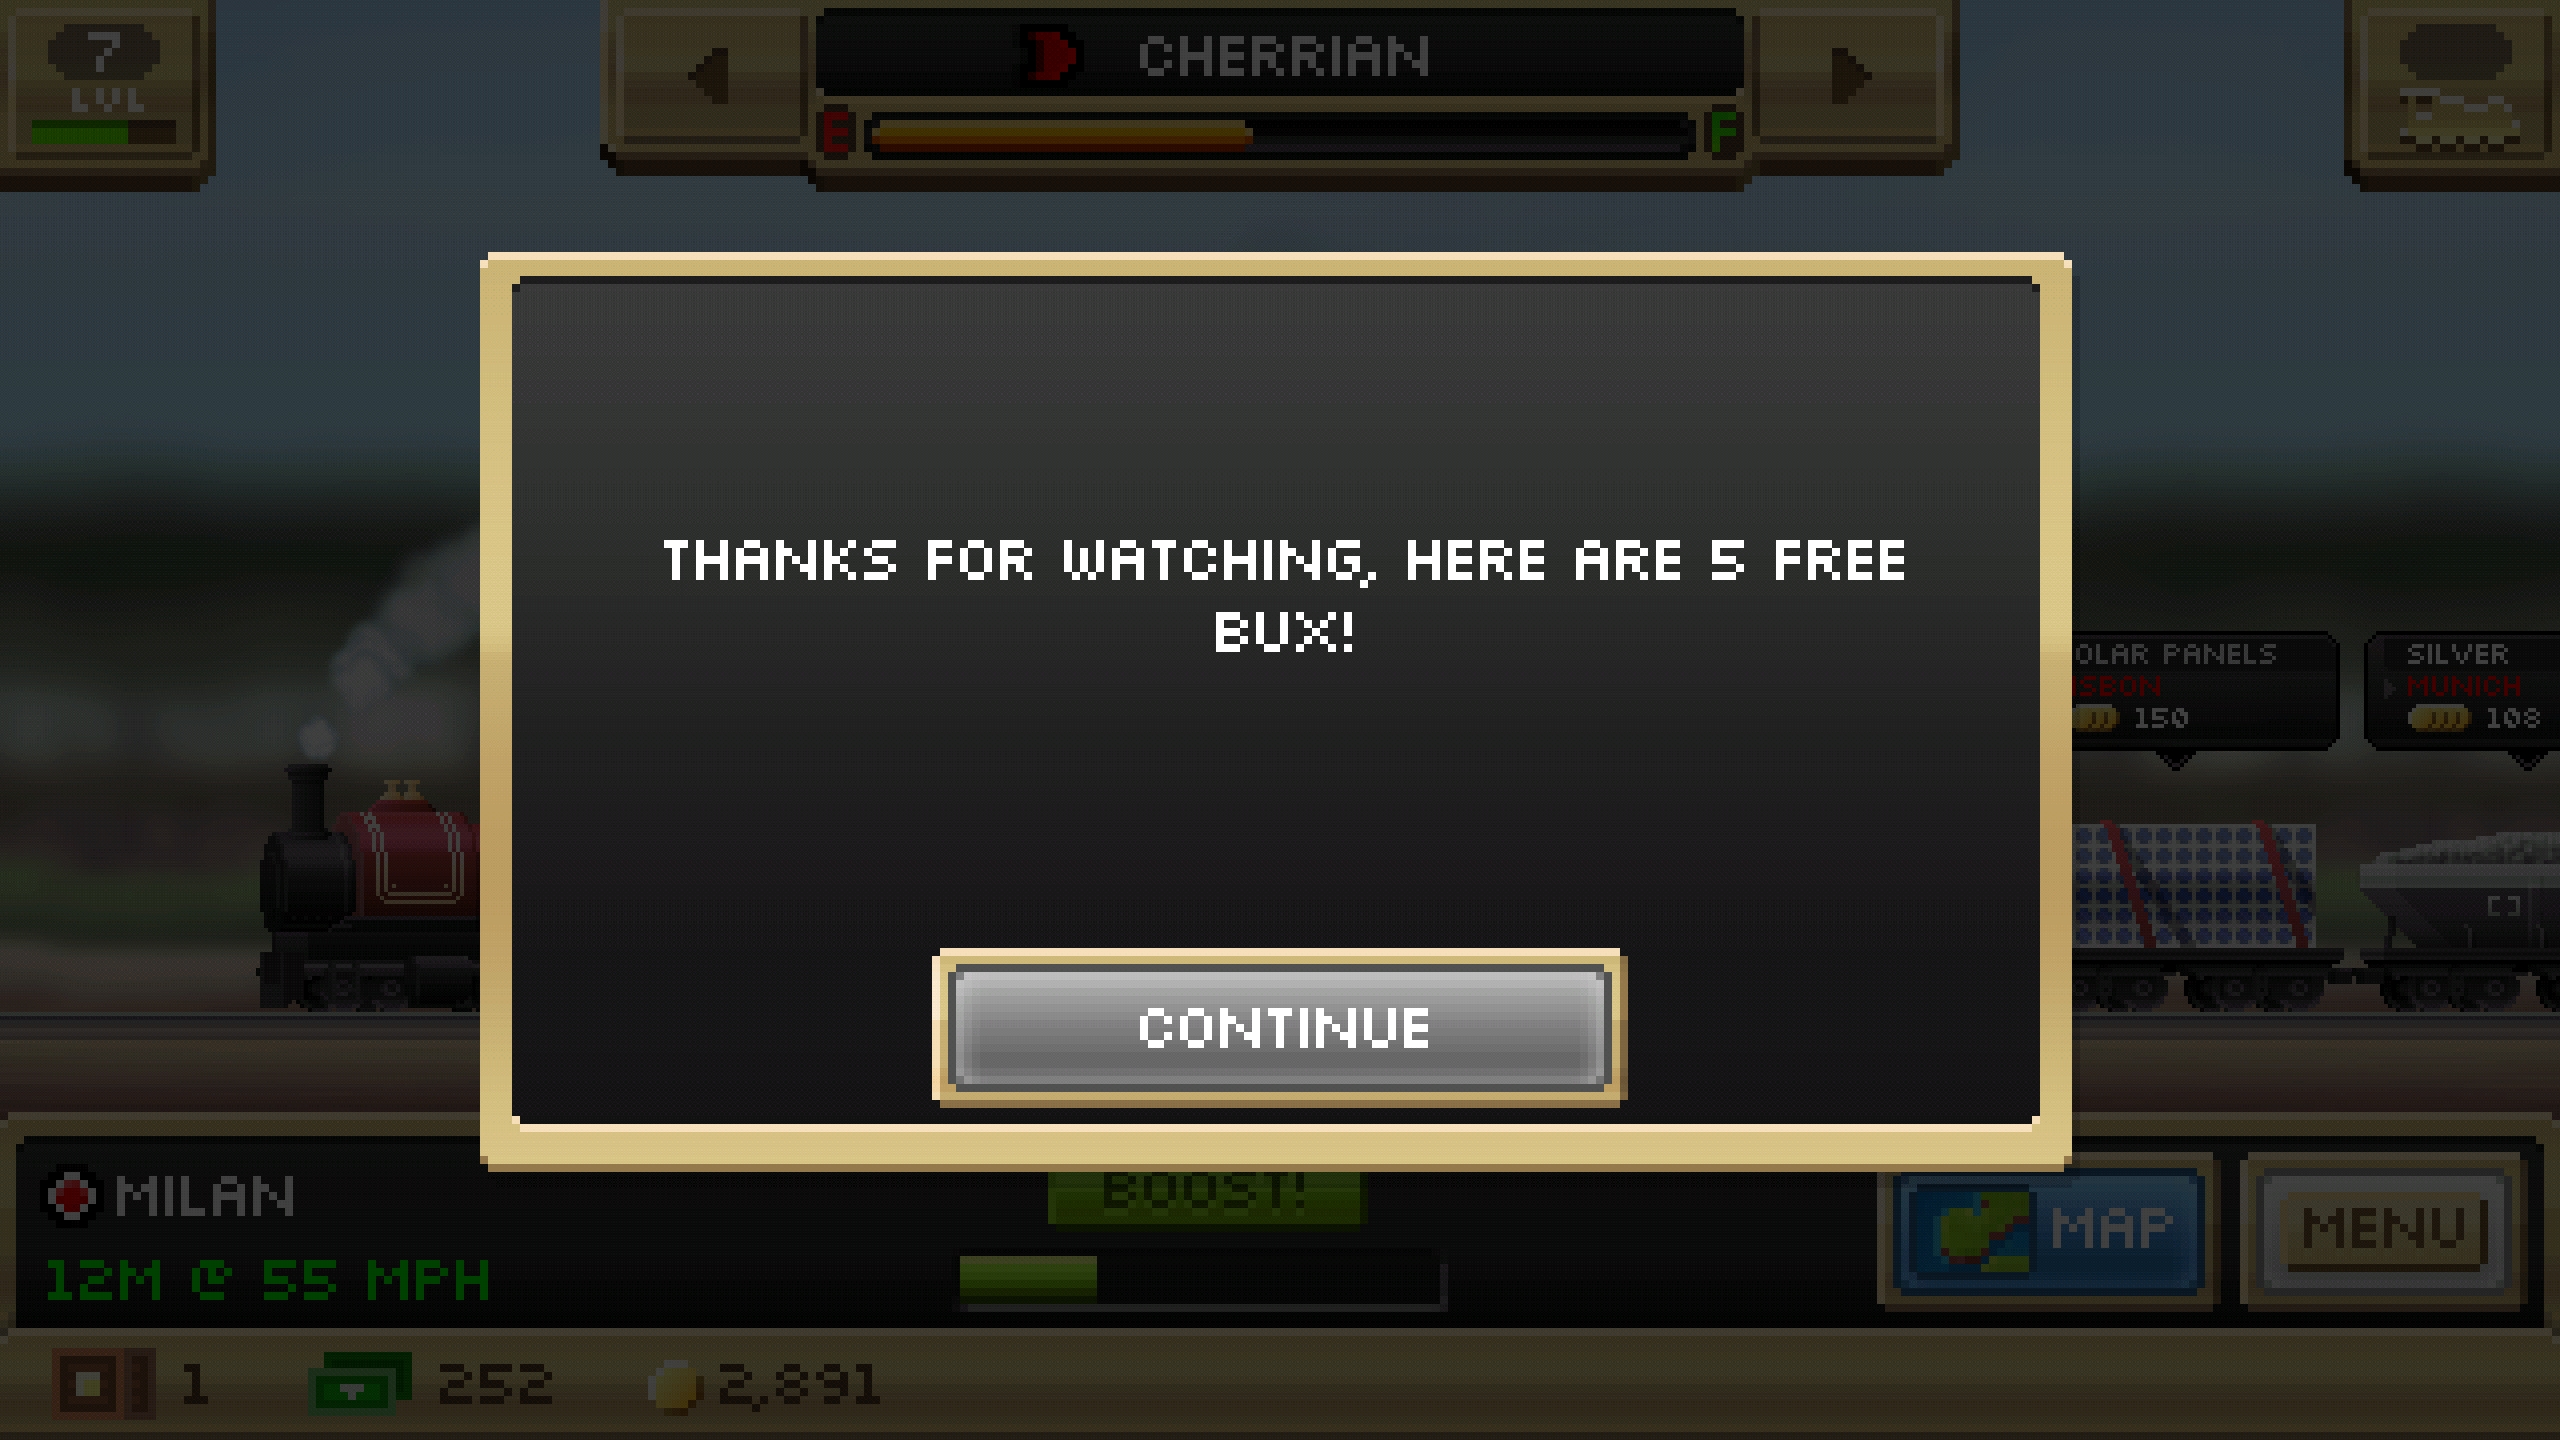 7
LVL
CHERRIAN
E
F
THANKS FOR WATCHING, HERE ARE 5 FREE
BUX!
CONTINUE
OLAR PANELS
ISBON
150
SILVER
MUNICH
108
MILAN
12M @ 55 MPH
BOOST!
MAP
MENU
1
252
2,891